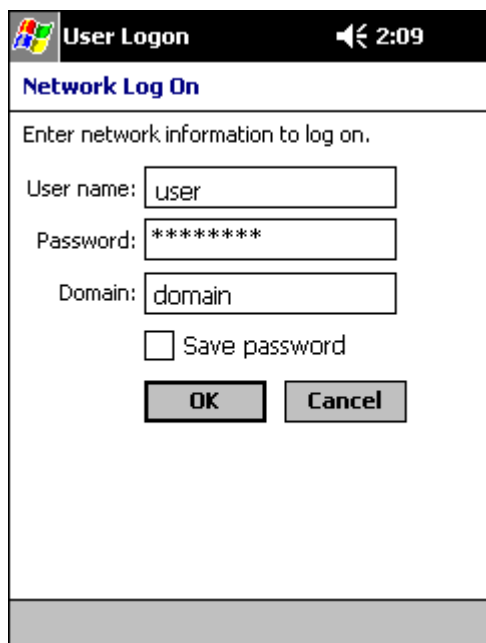 User Logon 2:09
Network Log On
Enter network information to log on.
User name: user
Password: ********
Domain: domain
Save password
OK Cancel